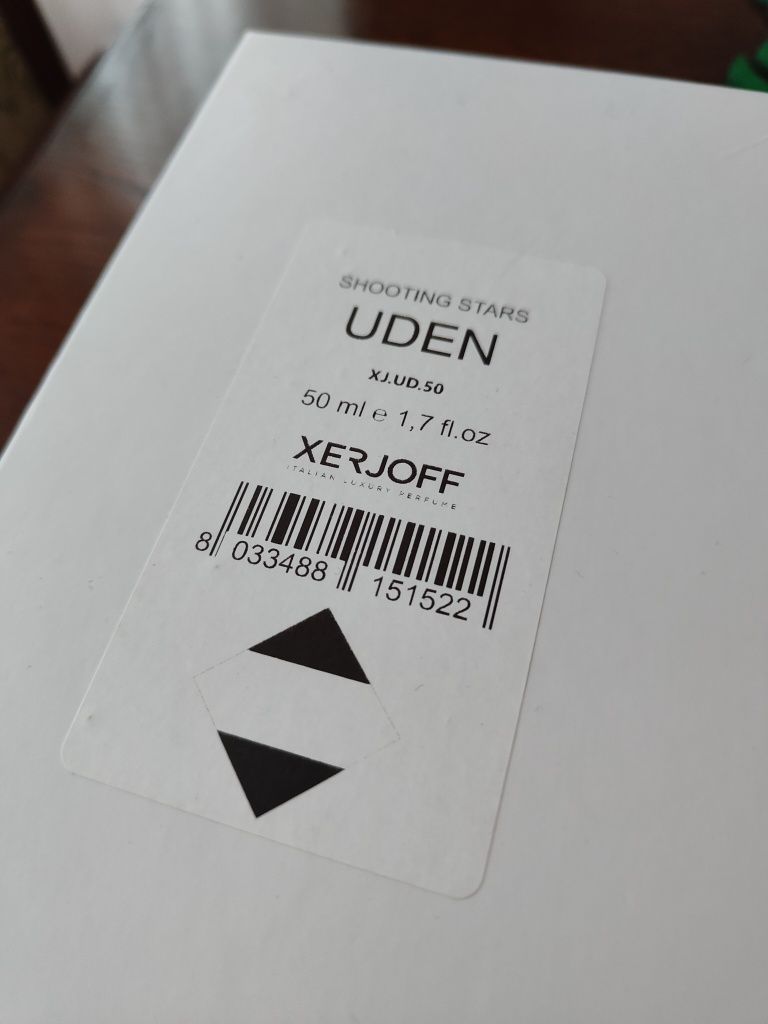 SHOOTING STARS
UDEN
XJ.UD.50
50 ml e 1,7 fl.oz
XERJOFF
ITALIAN LUXURY PERFUME
8 033488 151522